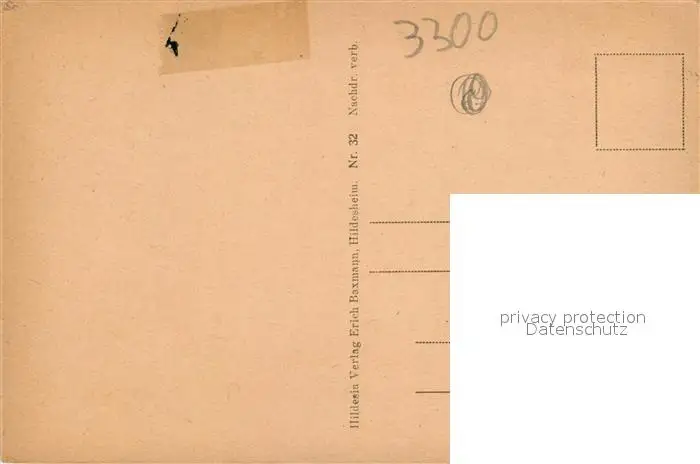 3300
Hildesia Verlag Erich Baxmann, Hildesheim. Nr. 32 Nachdr. verb.
privacy protection
Datenschutz